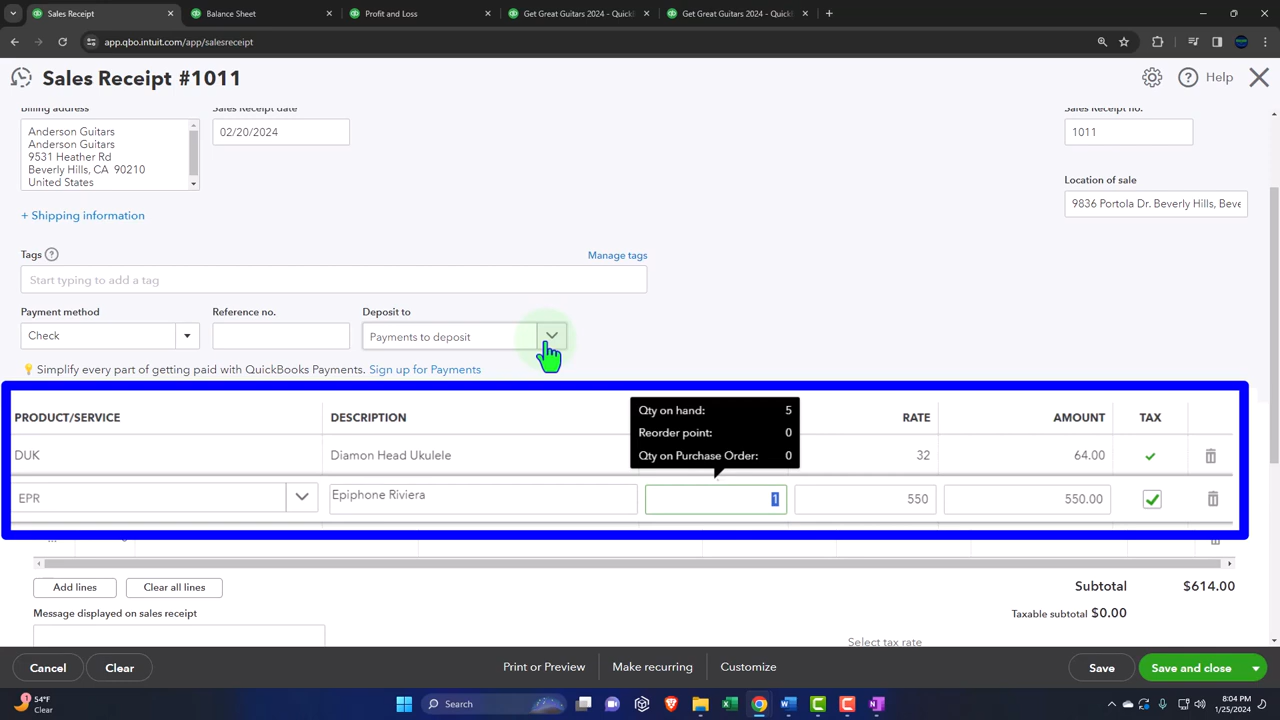 Sales Receipt
Balance Sheet
Profit and Loss
Get Great Guitars 2024 - QuickB
Get Great Guitars 2024 - QuickB
app.qbo.intuit.com/app/salesreceipt
Sales Receipt #1011
Help
Billing address
Sales Receipt date
Sales Receipt no.
Anderson Guitars
Anderson Guitars
9531 Heather Rd
Beverly Hills, CA 90210
United States
02/20/2024
1011
Location of sale
9836 Portola Dr. Beverly Hills, Beve
+ Shipping information
Tags
Manage tags
Start typing to add a tag
Payment method
Reference no.
Deposit to
Check
Payments to deposit
Simplify every part of getting paid with QuickBooks Payments. Sign up for Payments
PRODUCT/SERVICE
DESCRIPTION
RATE
AMOUNT
TAX
Qty on hand: 5
Reorder point: 0
Qty on Purchase Order: 0
DUK
Diamon Head Ukulele
32
64.00
EPR
Epiphone Riviera
1
550
550.00
Add lines
Clear all lines
Subtotal
$614.00
Message displayed on sales receipt
Taxable subtotal $0.00
Select tax rate
Cancel
Clear
Print or Preview
Make recurring
Customize
Save
Save and close
1
54°F
Clear
Search
8:04 PM
1/25/2024